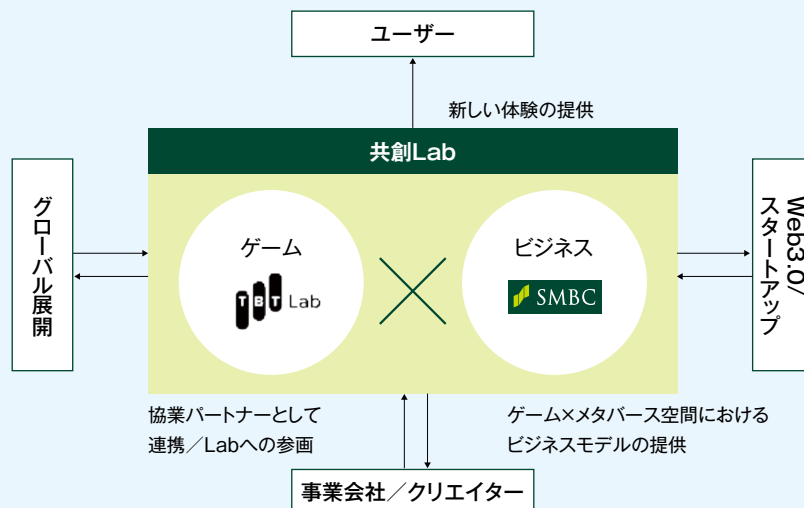 ユーザー
新しい体験の提供
共創Lab
グローバル展開
ゲーム
TBT Lab
ビジネス
SMBC
Web3.0/
スタートアップ
協業パートナーとして
連携／Labへの参画
ゲーム×メタバース空間における
ビジネスモデルの提供
事業会社／クリエイター